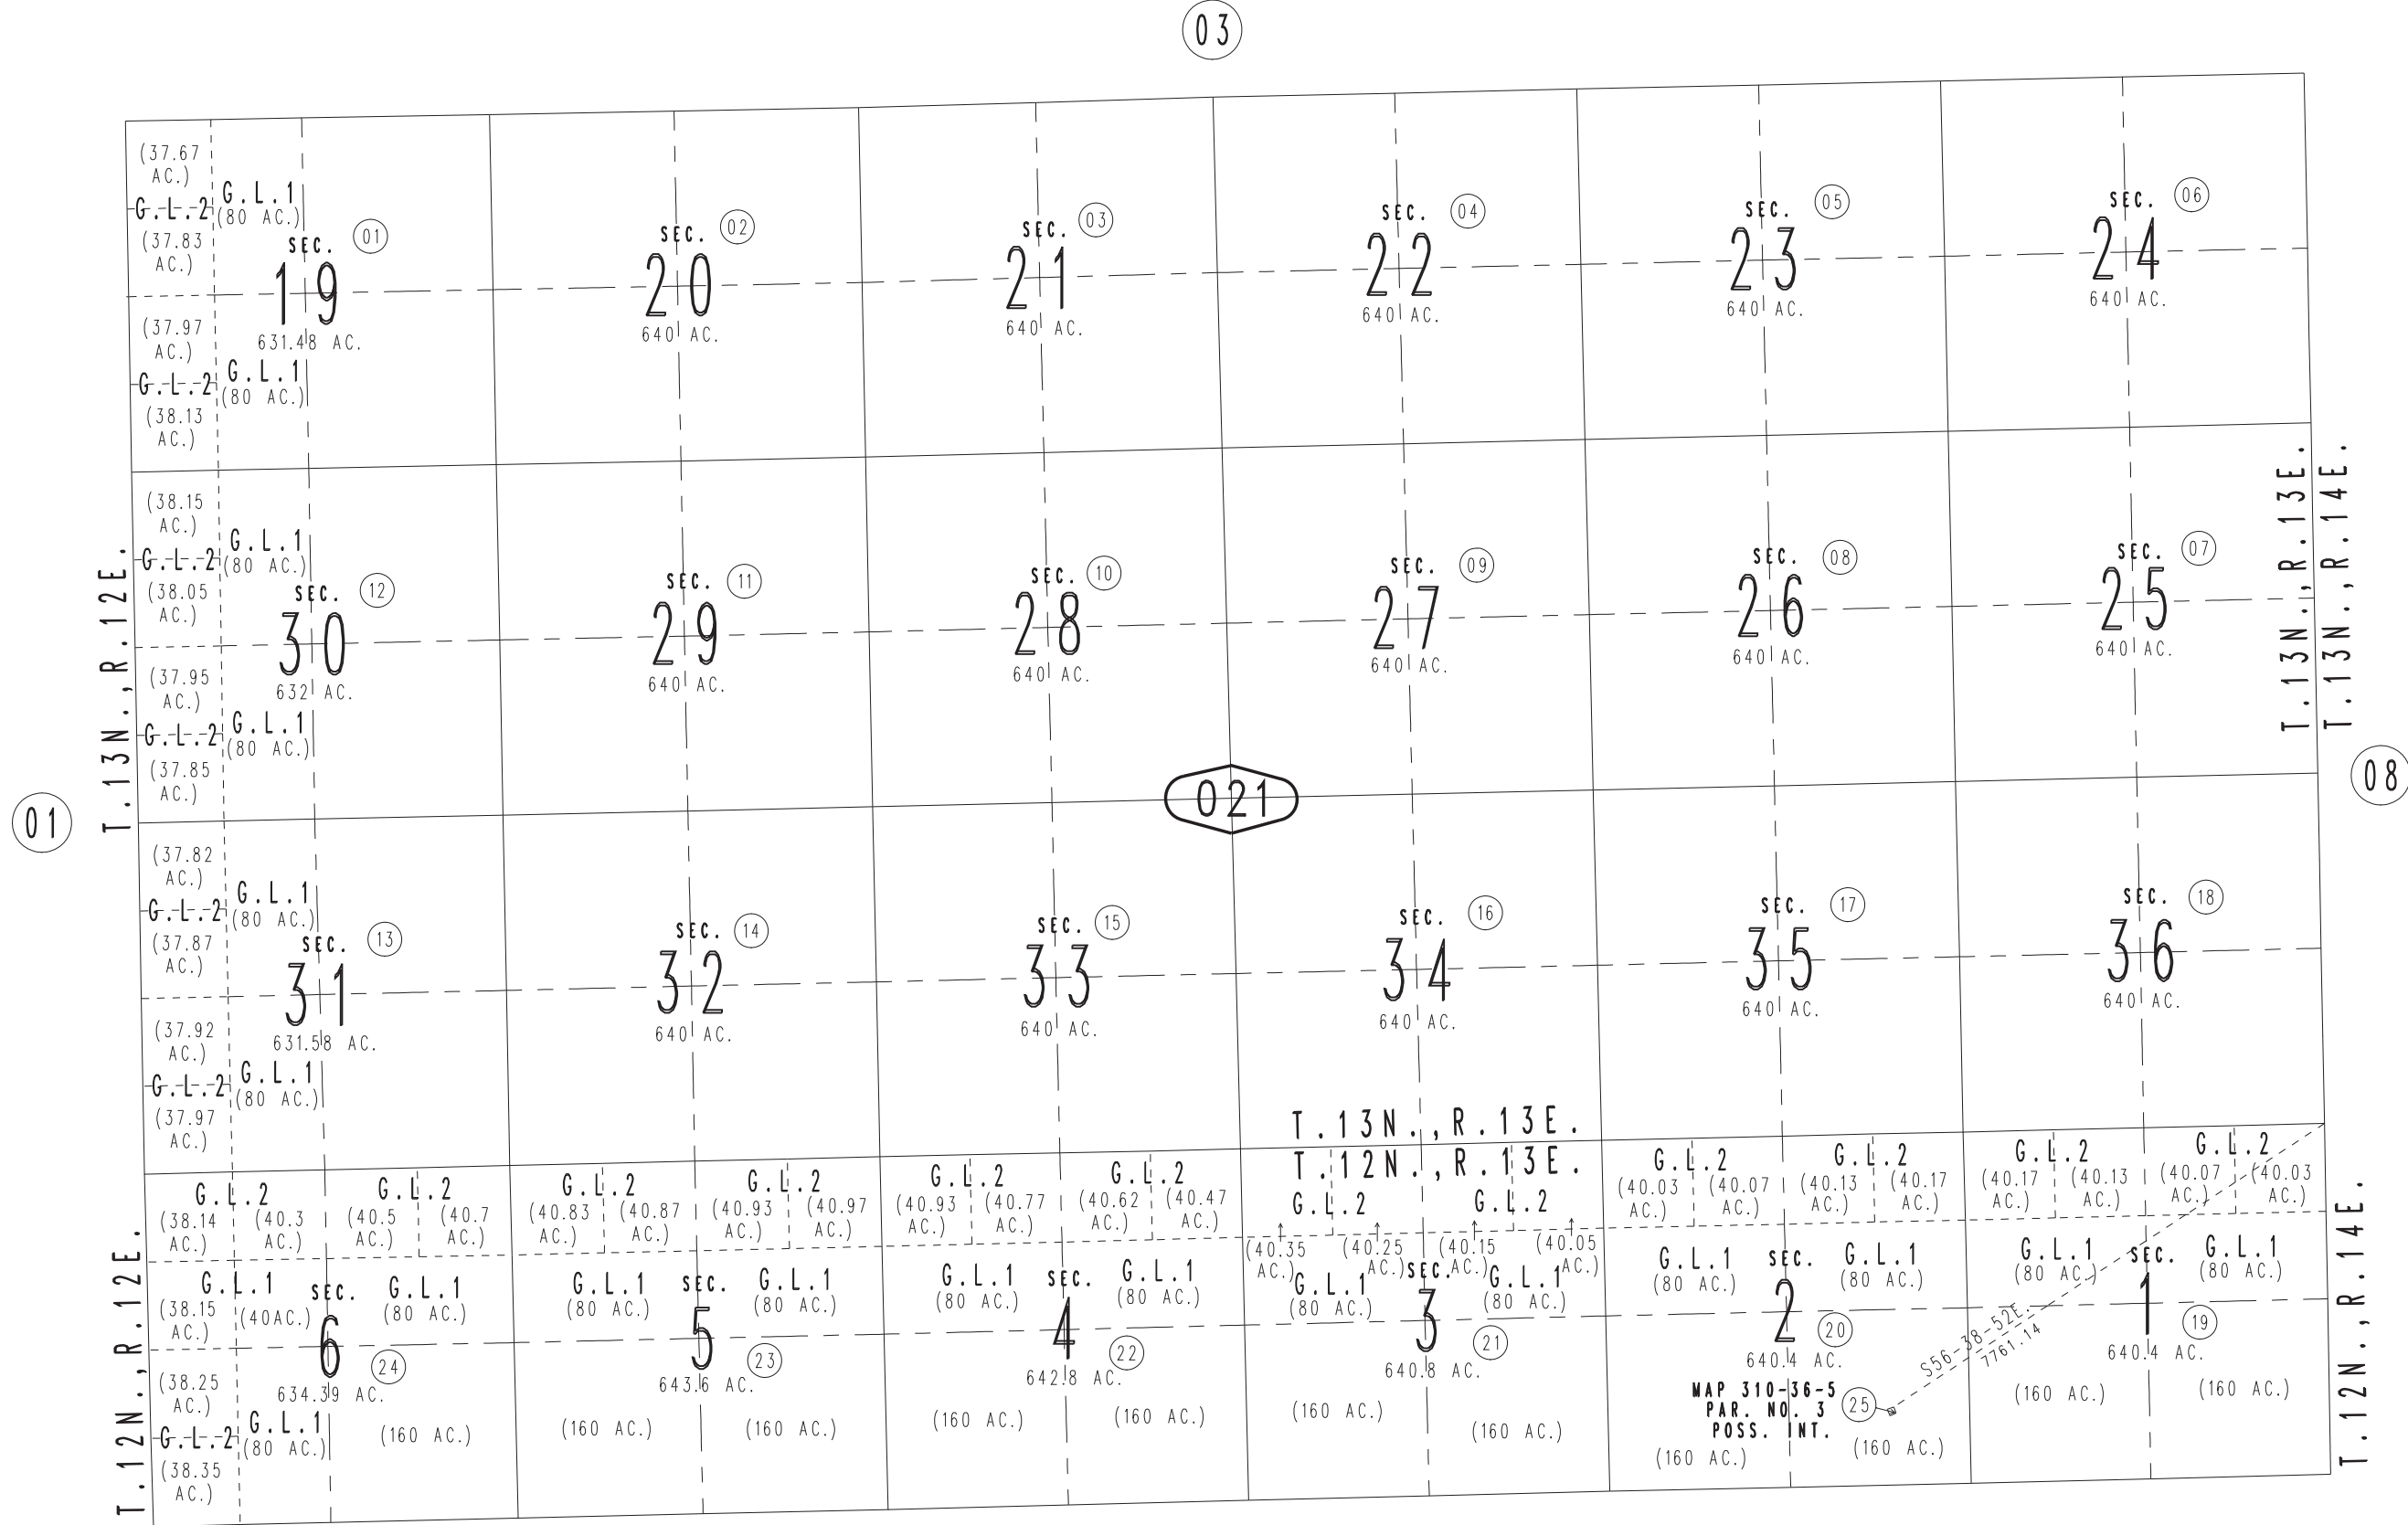 03
(37.67
AC.)
G.L.2
(37.83
AC.)
G.L.1
(80 AC.)
SEC.
01
19
631.48 AC.
(37.97
AC.)
G.L.2
(38.13
AC.)
G.L.1
(80 AC.)
SEC.
02
20
640 AC.
SEC.
03
21
640 AC.
SEC.
04
22
640 AC.
SEC.
05
23
640 AC.
SEC.
06
24
640 AC.
(38.15
AC.)
G.L.2
(38.05
AC.)
G.L.1
(80 AC.)
SEC.
12
30
632 AC.
(37.95
AC.)
G.L.2
(37.85
AC.)
G.L.1
(80 AC.)
SEC.
11
29
640 AC.
SEC.
10
28
640 AC.
SEC.
09
27
640 AC.
SEC.
08
26
640 AC.
SEC.
07
25
640 AC.
T.13N.,R.12E.
T.13N.,R.13E.
T.13N.,R.14E.
01
021
08
(37.82
AC.)
G.L.2
(37.87
AC.)
G.L.1
(80 AC.)
SEC.
13
31
631.58 AC.
(37.92
AC.)
G.L.2
(37.97
AC.)
G.L.1
(80 AC.)
SEC.
14
32
640 AC.
SEC.
15
33
640 AC.
SEC.
16
34
640 AC.
SEC.
17
35
640 AC.
SEC.
18
36
640 AC.
T.13N.,R.13E.
T.12N.,R.13E.
T.12N.,R.12E.
G.L.2
(38.14
AC.)
(40.3
AC.)
G.L.2
(40.5
AC.)
(40.7
AC.)
G.L.1
(38.15
AC.)
(40AC.)
SEC.
6
24
634.39 AC.
G.L.1
(80 AC.)
(38.25
AC.)
G.L.2
(38.35
AC.)
G.L.1
(80 AC.)
(160 AC.)
G.L.2
(40.83
AC.)
(40.87
AC.)
G.L.2
(40.93
AC.)
(40.97
AC.)
G.L.1
(80 AC.)
SEC.
5
23
643.6 AC.
G.L.1
(80 AC.)
(160 AC.)
(160 AC.)
G.L.2
(40.93
AC.)
(40.77
AC.)
G.L.2
(40.62
AC.)
(40.47
AC.)
G.L.1
(80 AC.)
SEC.
4
22
642.8 AC.
G.L.1
(80 AC.)
(160 AC.)
(160 AC.)
G.L.2
G.L.2
(40.35
AC.)
(40.25
AC.)
(40.15
AC.)
(40.05
AC.)
G.L.1
(80 AC.)
SEC.
3
21
640.8 AC.
G.L.1
(80 AC.)
(160 AC.)
(160 AC.)
G.L.2
(40.03
AC.)
(40.07
AC.)
G.L.2
(40.13
AC.)
(40.17
AC.)
G.L.1
(80 AC.)
SEC.
2
20
640.4 AC.
G.L.1
(80 AC.)
MAP 310-36-5
PAR. NO. 3
POSS. INT.
25
(160 AC.)
(160 AC.)
G.L.2
(40.17
AC.)
(40.13
AC.)
G.L.2
(40.07
AC.)
(40.03
AC.)
G.L.1
(80 AC.)
SEC.
1
19
640.4 AC.
G.L.1
(80 AC.)
S56-38-52E.
7761.14
(160 AC.)
(160 AC.)
T.12N.,R.14E.